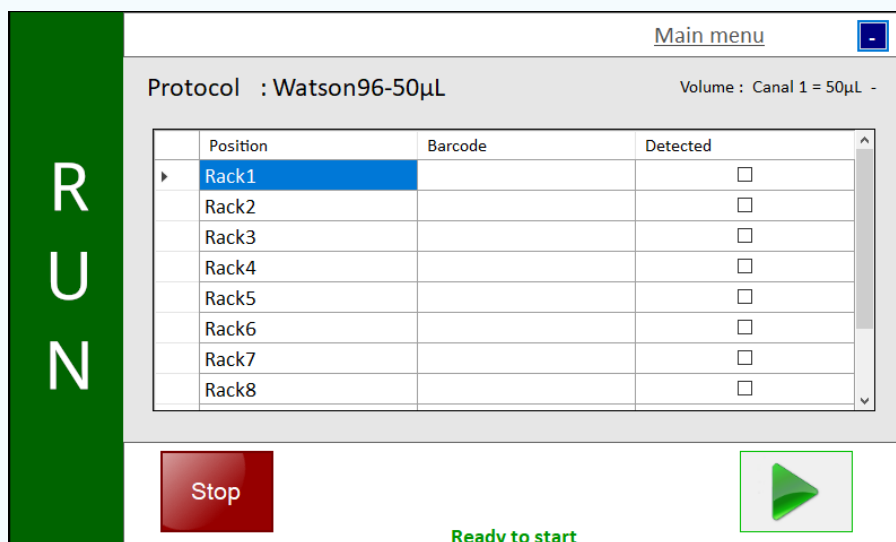 Main menu
-
Protocol : Watson96-50µL
Volume : Canal 1 = 50µL -
Position Barcode Detected
Rack1
Rack2
Rack3
Rack4
Rack5
Rack6
Rack7
Rack8
RUN
Stop
Ready to start